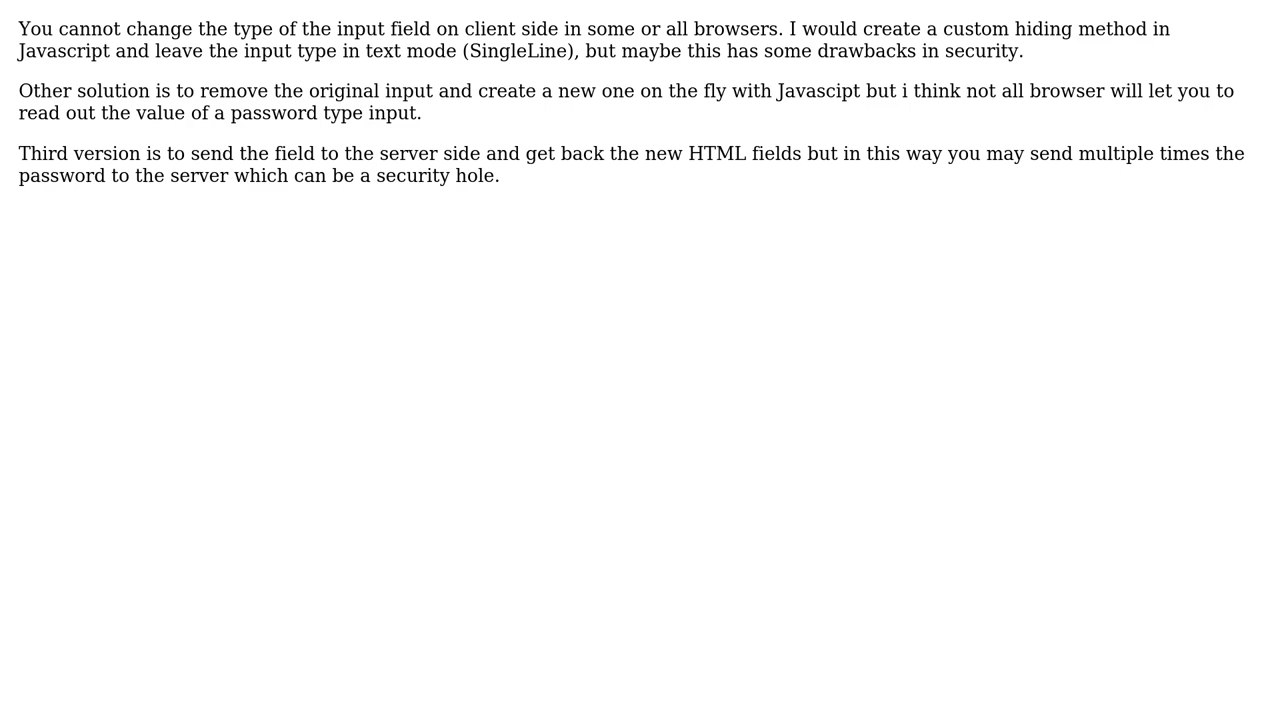 You cannot change the type of the input field on client side in some or all browsers. I would create a custom hiding method in
Javascript and leave the input type in text mode (SingleLine), but maybe this has some drawbacks in security.
Other solution is to remove the original input and create a new one on the fly with Javascipt but i think not all browser will let you to
read out the value of a password type input.
Third version is to send the field to the server side and get back the new HTML fields but in this way you may send multiple times the
password to the server which can be a security hole.